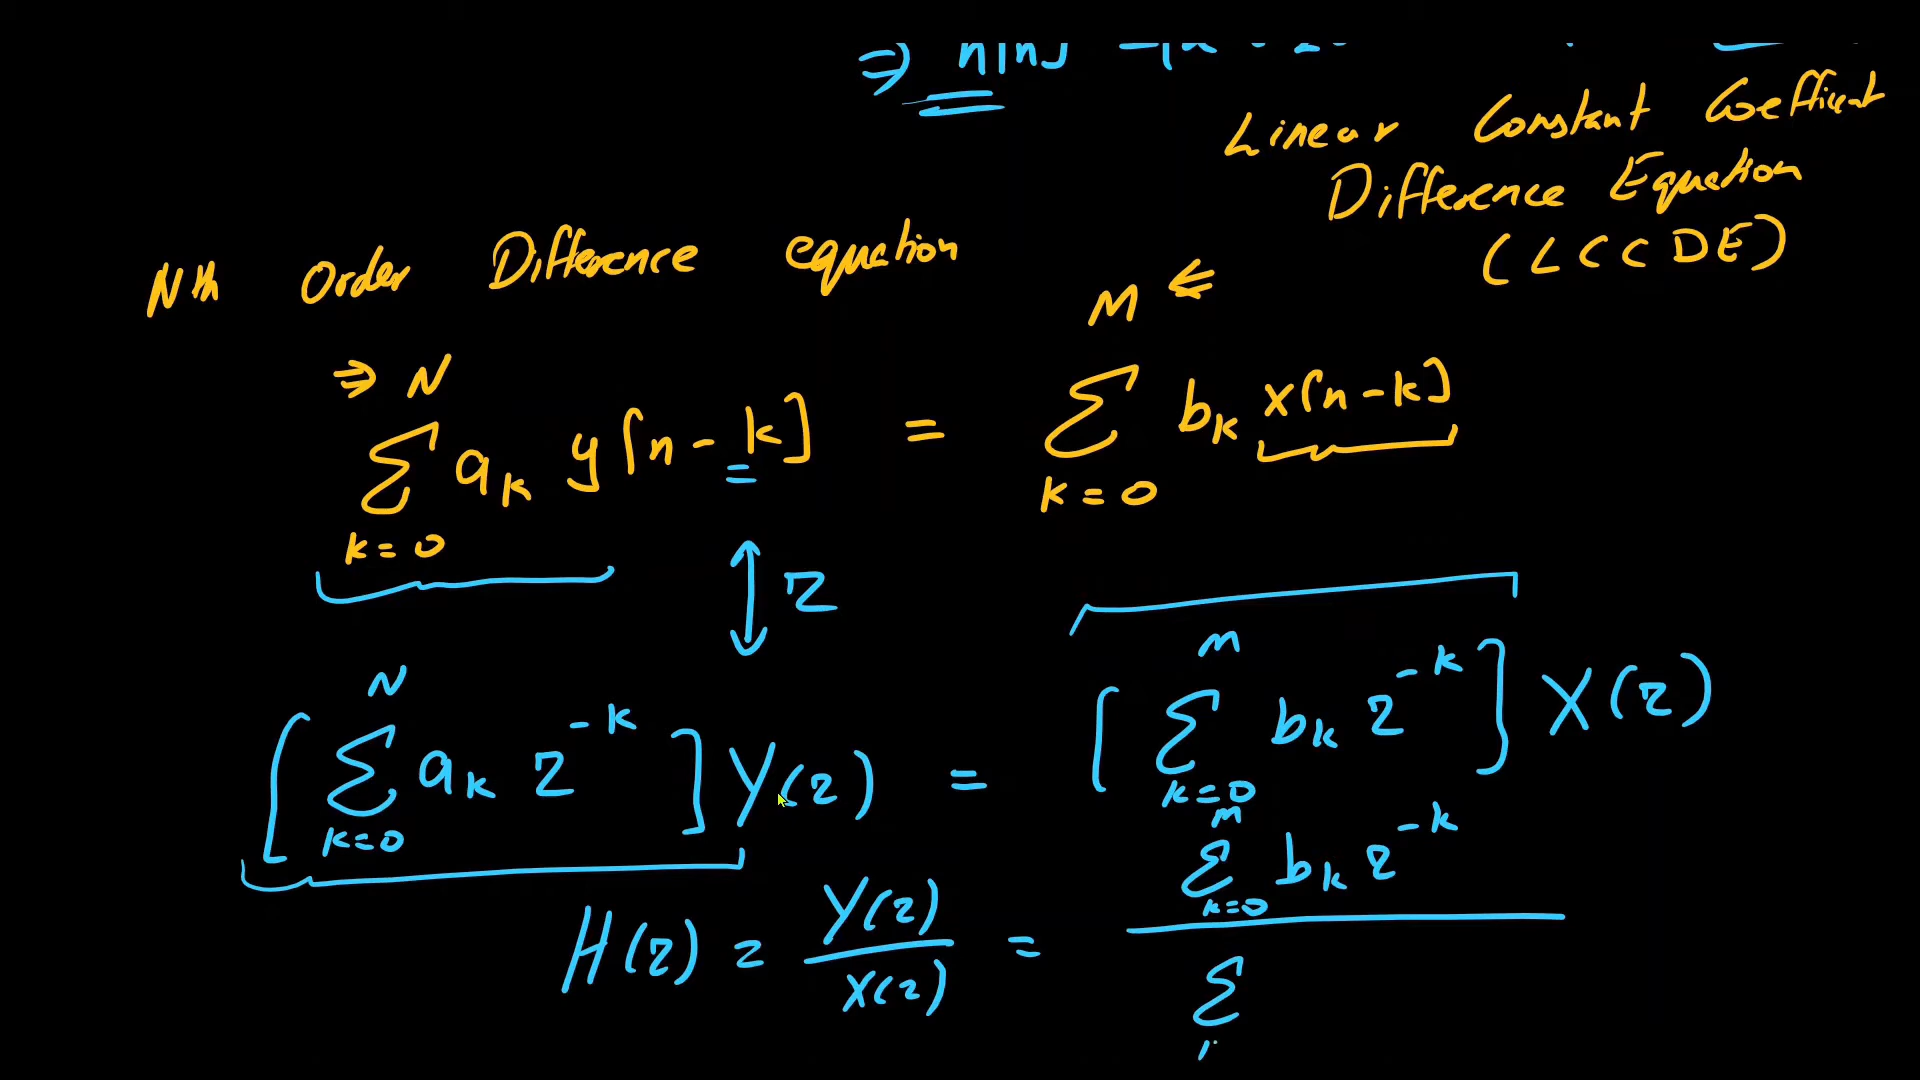 ⇒ h[n]
Linear Constant Coefficient
Difference Equation
(LCCDE)
Nth Order Difference equation
⇒ N M ⇐
∑ a_k y[n-k] = ∑ b_k x[n-k]
k=0 k=0
↕ z
N M
[∑ a_k z^-k] Y(z) = [∑ b_k z^-k] X(z)
k=0 k=0
M
∑ b_k z^-k
k=0
H(z) = Y(z)/X(z) =
∑